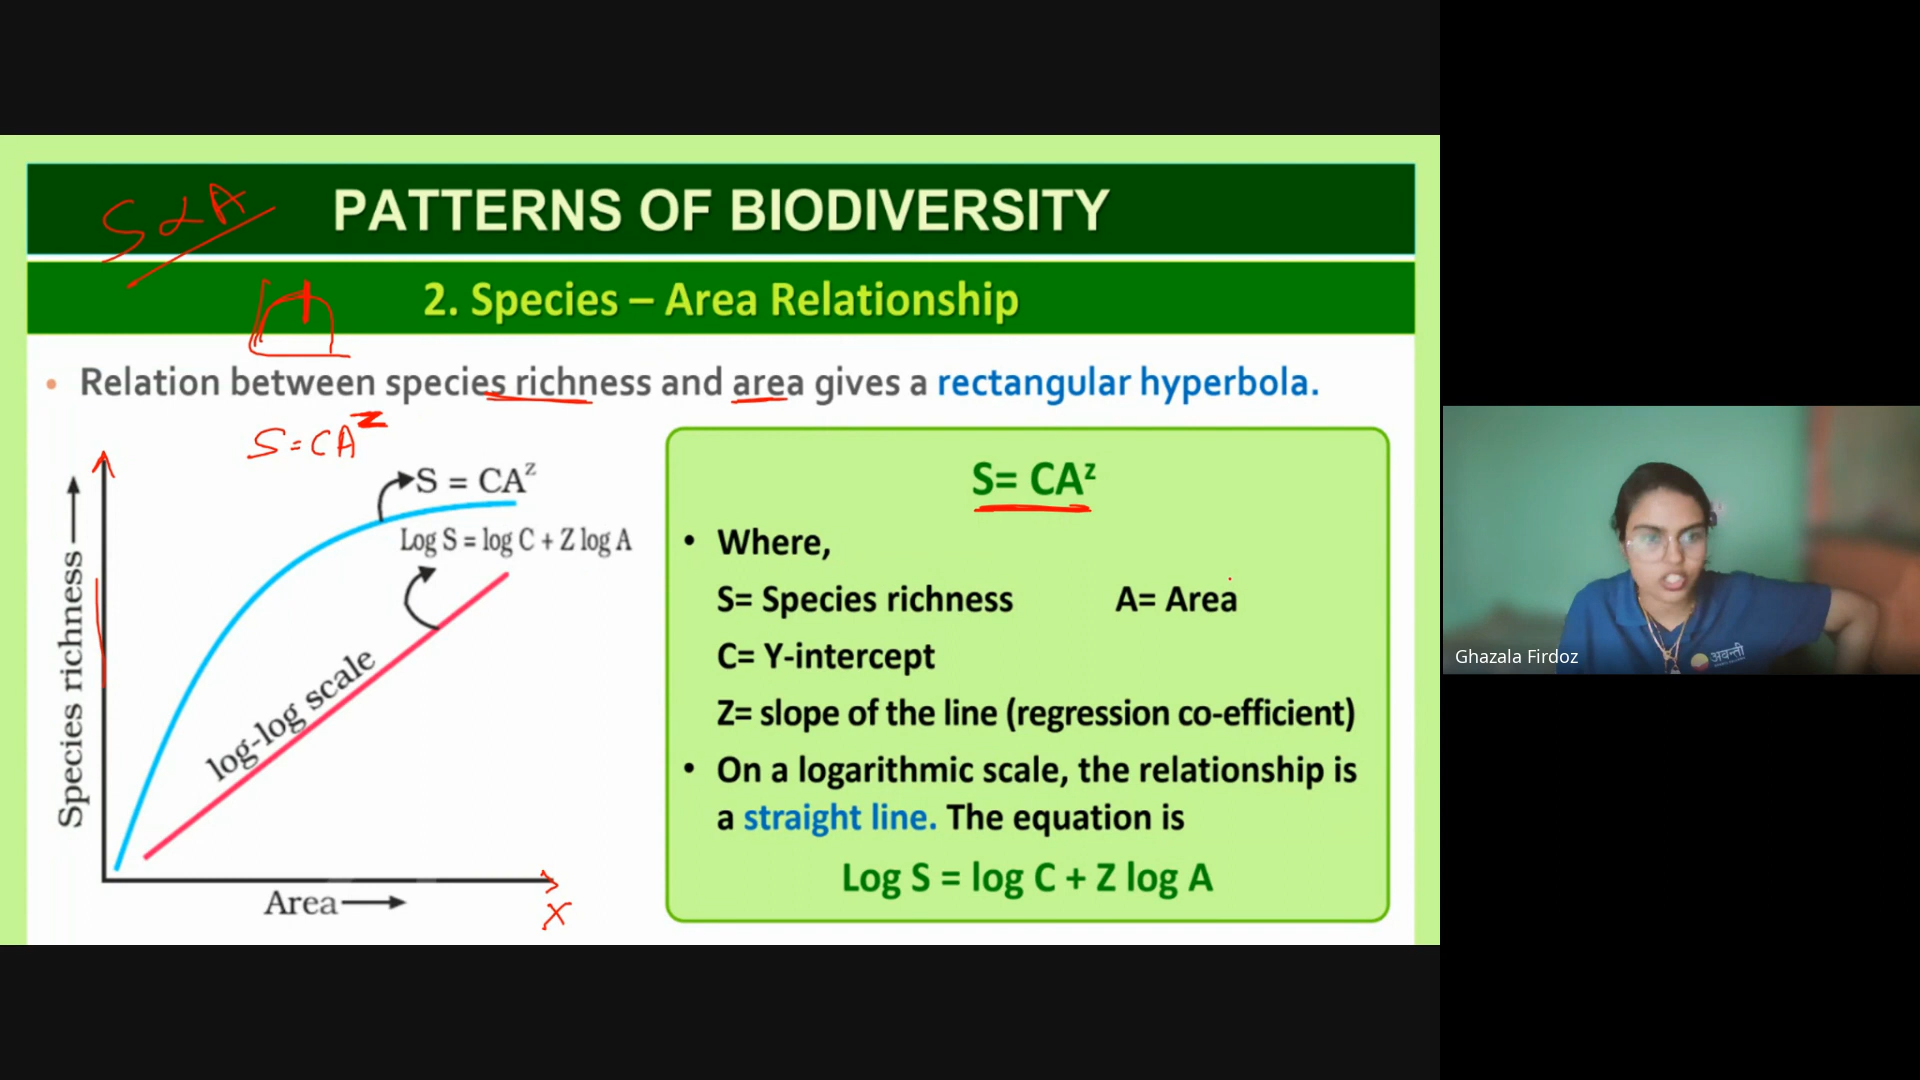 S α A
PATTERNS OF BIODIVERSITY
2. Species – Area Relationship
• Relation between species richness and area gives a rectangular hyperbola.
S = CA^Z
S = CA^Z
Log S = log C + Z log A
log-log scale
Species richness
Area
X
S= CA^z
• Where,
S= Species richness A= Area
C= Y-intercept
Z= slope of the line (regression co-efficient)
• On a logarithmic scale, the relationship is
a straight line. The equation is
Log S = log C + Z log A
Ghazala Firdoz
अवन्ती